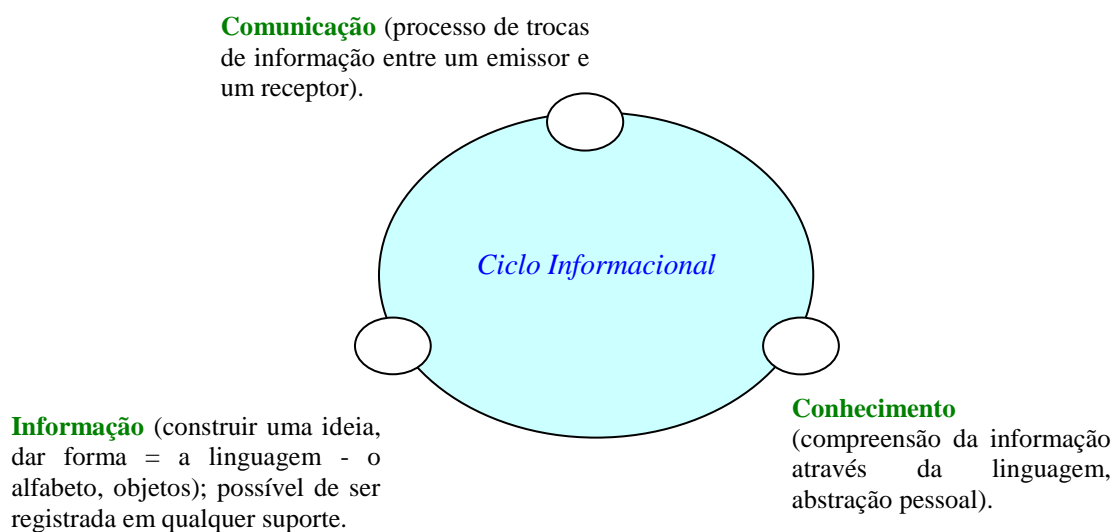 Comunicação (processo de trocas
de informação entre um emissor e
um receptor).
Ciclo Informacional
Informação (construir uma ideia,
dar forma = a linguagem - o
alfabeto, objetos); possível de ser
registrada em qualquer suporte.
Conhecimento
(compreensão da informação
através da linguagem,
abstração pessoal).